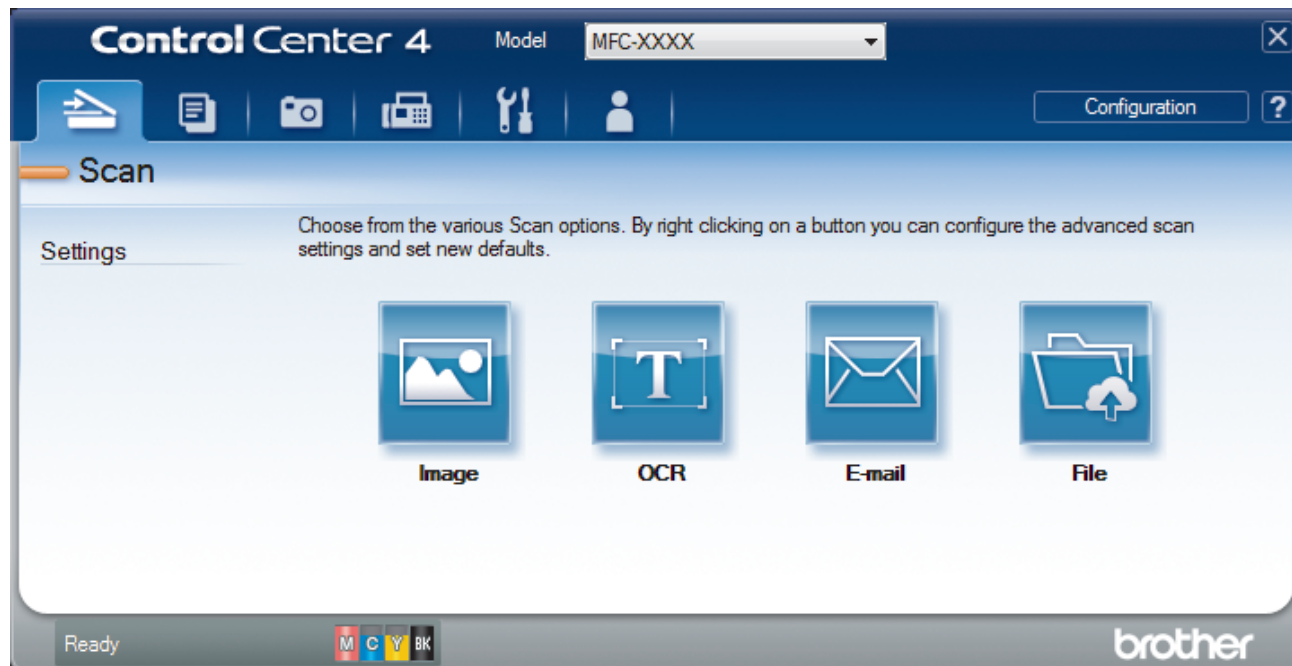 Control Center 4 Model MFC-XXXX
Configuration ?
Scan
Settings
Choose from the various Scan options. By right clicking on a button you can configure the advanced scan
settings and set new defaults.
T
Image OCR E-mail File
Ready M C Y BK brother